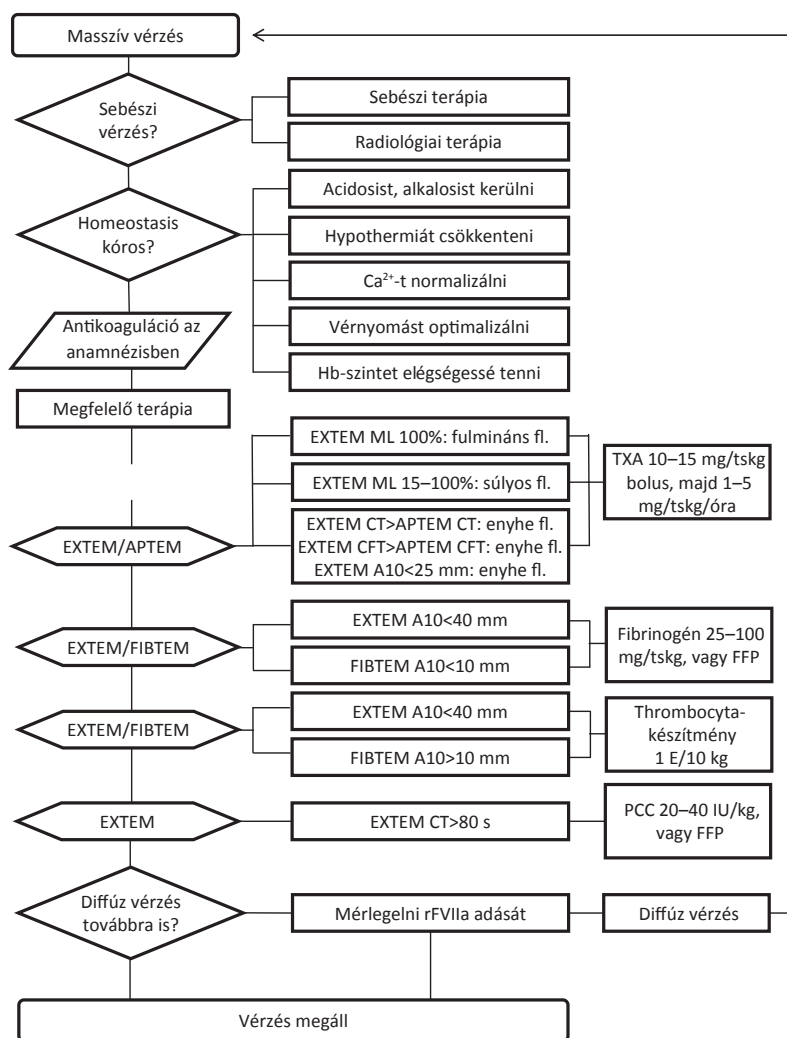 Masszív vérzés
Sebészi
vérzés?
Sebészi terápia
Radiológiai terápia
Homeostasis
kóros?
Acidosist, alkalosist kerülni
Hypothermiát csökkenteni
Ca²⁺-t normalizálni
Vérnyomást optimalizálni
Hb-szintet elégségessé tenni
Antikoaguláció az
anamnézisben
Megfelelő terápia
EXTEM/APTEM
EXTEM ML 100%: fulmináns fl.
EXTEM ML 15–100%: súlyos fl.
EXTEM CT>APTEM CT: enyhe fl.
EXTEM CFT>APTEM CFT: enyhe fl.
EXTEM A10<25 mm: enyhe fl.
TXA 10–15 mg/tskg
bolus, majd 1–5
mg/tskg/óra
EXTEM/FIBTEM
EXTEM A10<40 mm
FIBTEM A10<10 mm
Fibrinogén 25–100
mg/tskg, vagy FFP
EXTEM/FIBTEM
EXTEM A10<40 mm
FIBTEM A10>10 mm
Thrombocyta-
készítmény
1 E/10 kg
EXTEM
EXTEM CT>80 s
PCC 20–40 IU/kg,
vagy FFP
Diffúz vérzés
továbbra is?
Mérlegelni rFVIIa adását
Diffúz vérzés
Vérzés megáll